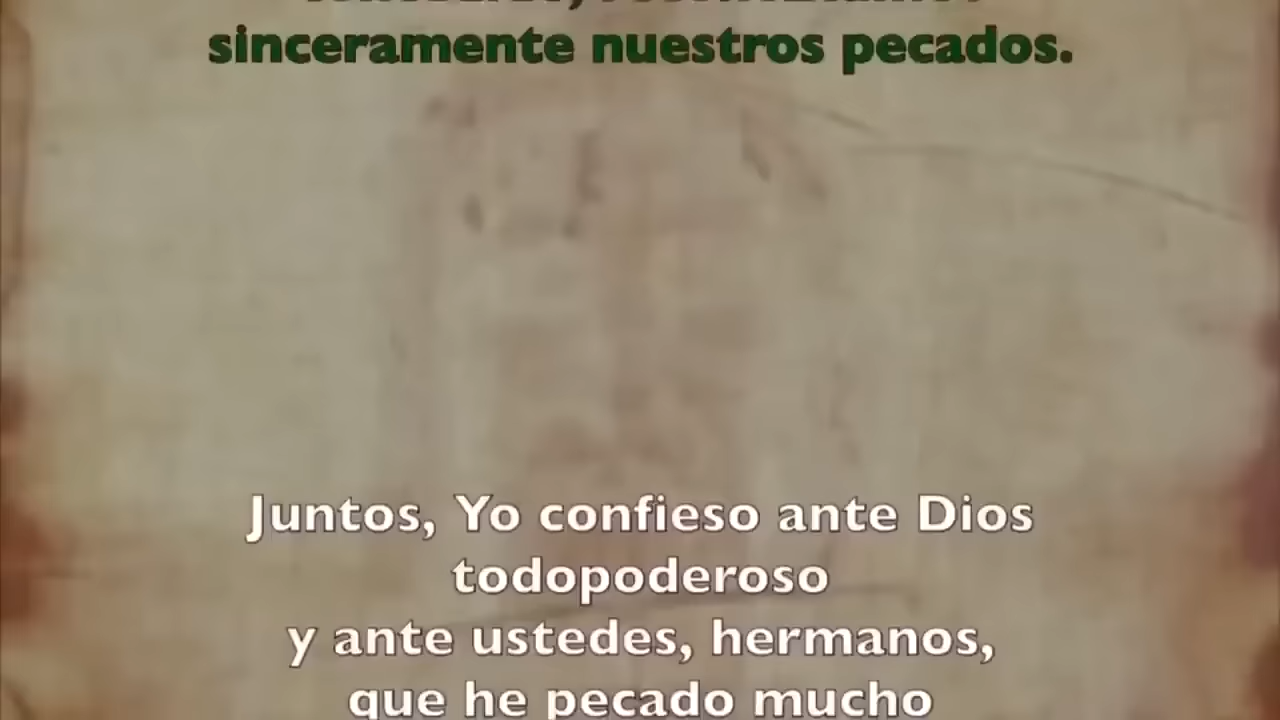 sinceramente nuestros pecados.
Juntos, Yo confieso ante Dios
todopoderoso
y ante ustedes, hermanos,
que he pecado mucho